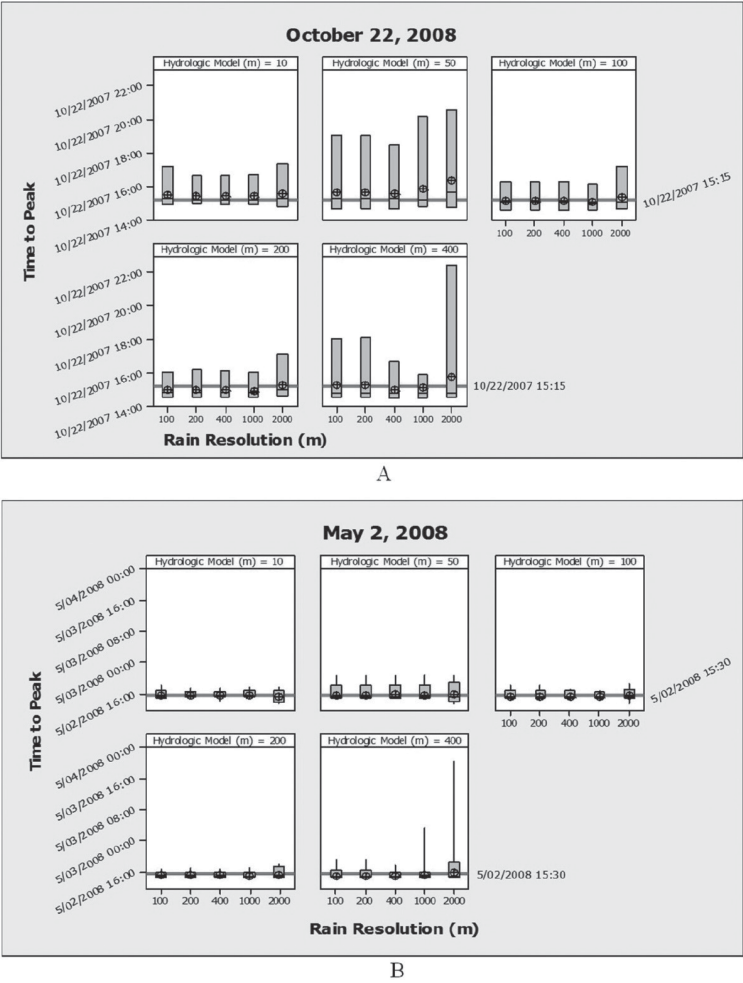 October 22, 2008
Hydrologic Model (m) = 10
Hydrologic Model (m) = 50
Hydrologic Model (m) = 100
10/22/2007 22:00
10/22/2007 20:00
10/22/2007 18:00
10/22/2007 16:00
10/22/2007 14:00
10/22/2007 15:15
100 200 400 1000 2000
Time to Peak
Hydrologic Model (m) = 200
Hydrologic Model (m) = 400
10/22/2007 22:00
10/22/2007 20:00
10/22/2007 18:00
10/22/2007 16:00
10/22/2007 14:00
10/22/2007 15:15
100 200 400 1000 2000
100 200 400 1000 2000
Rain Resolution (m)
A
May 2, 2008
Hydrologic Model (m) = 10
Hydrologic Model (m) = 50
Hydrologic Model (m) = 100
5/04/2008 00:00
5/03/2008 16:00
5/03/2008 08:00
5/03/2008 00:00
5/02/2008 16:00
5/02/2008 15:30
100 200 400 1000 2000
Time to Peak
Hydrologic Model (m) = 200
Hydrologic Model (m) = 400
5/04/2008 00:00
5/03/2008 16:00
5/03/2008 08:00
5/03/2008 00:00
5/02/2008 16:00
5/02/2008 15:30
100 200 400 1000 2000
100 200 400 1000 2000
Rain Resolution (m)
B